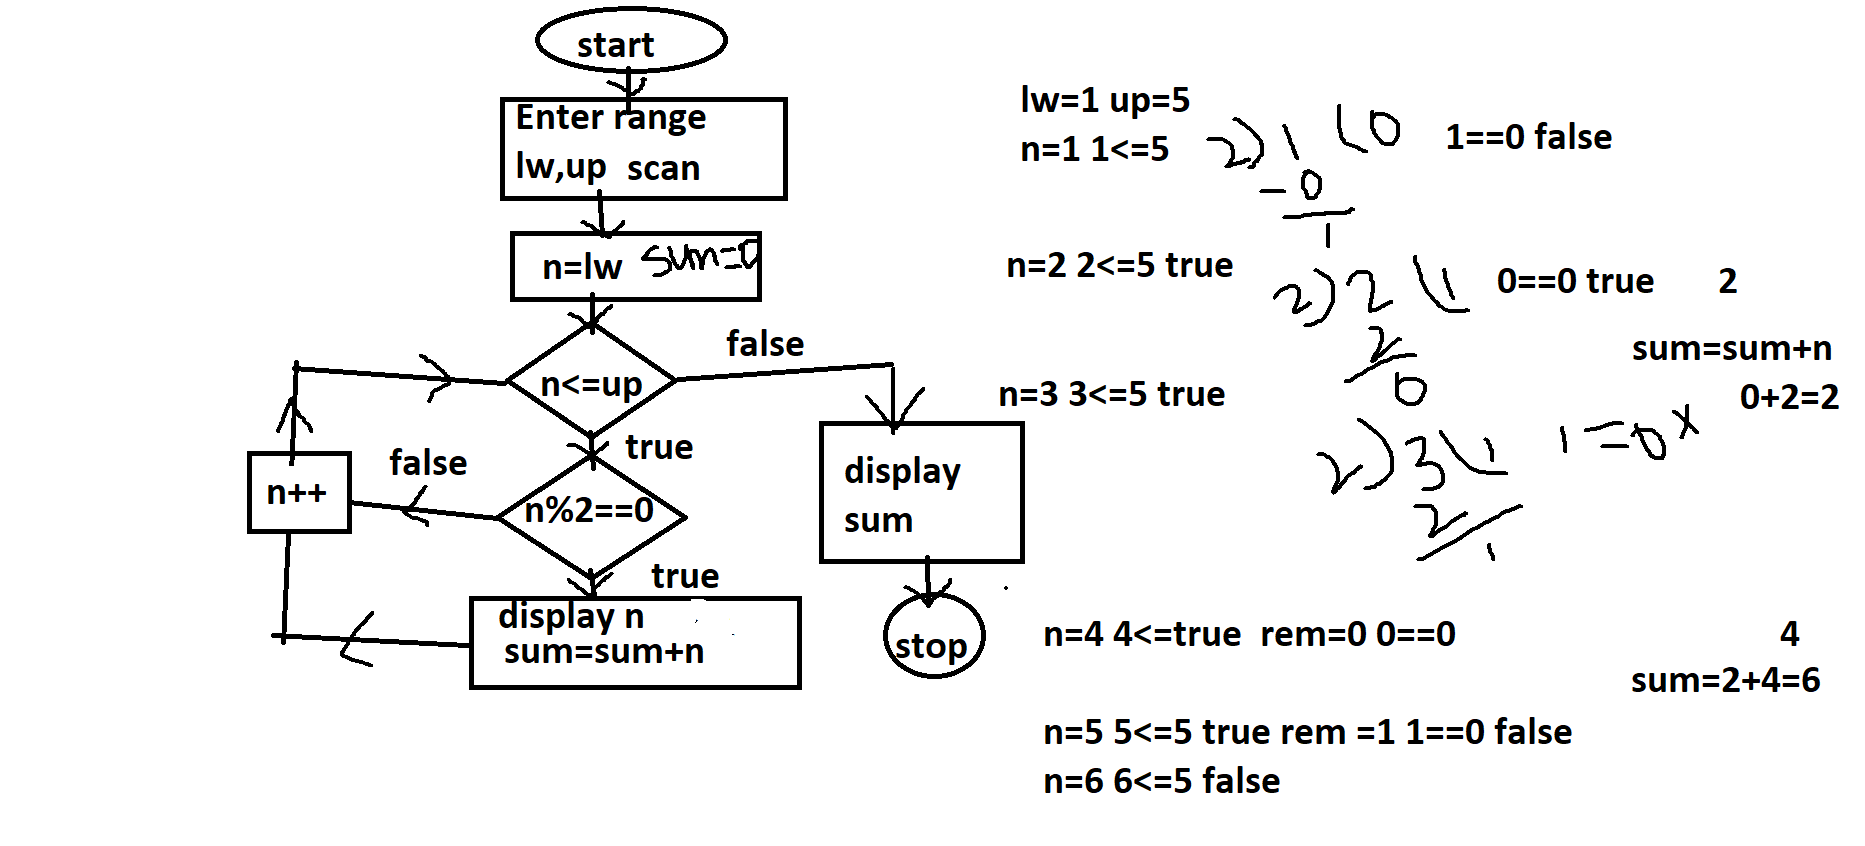 start
Enter range
lw,up scan
n=lw sum=0
n<=up
false
true
n%2==0
false
n++
true
display n
sum=sum+n
display
sum
stop
lw=1 up=5
n=1 1<=5
2)1(0
-0
1
1==0 false
n=2 2<=5 true
2)2(1
2
0
0==0 true 2
sum=sum+n
0+2=2
n=3 3<=5 true
2)3(1
2
1
1==0 x
n=4 4<=true rem=0 0==0 4
sum=2+4=6
n=5 5<=5 true rem =1 1==0 false
n=6 6<=5 false